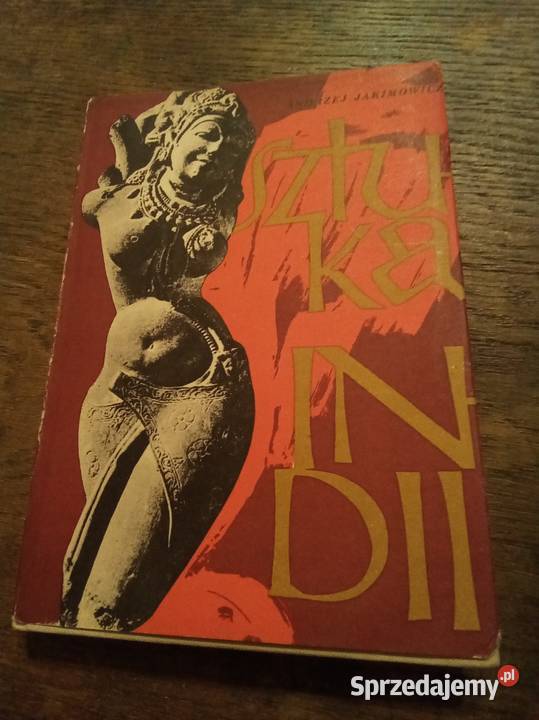 ANDRZEJ JAKIMOWICZ
sztu
ka
IN
DII
Sprzedajemy.pl